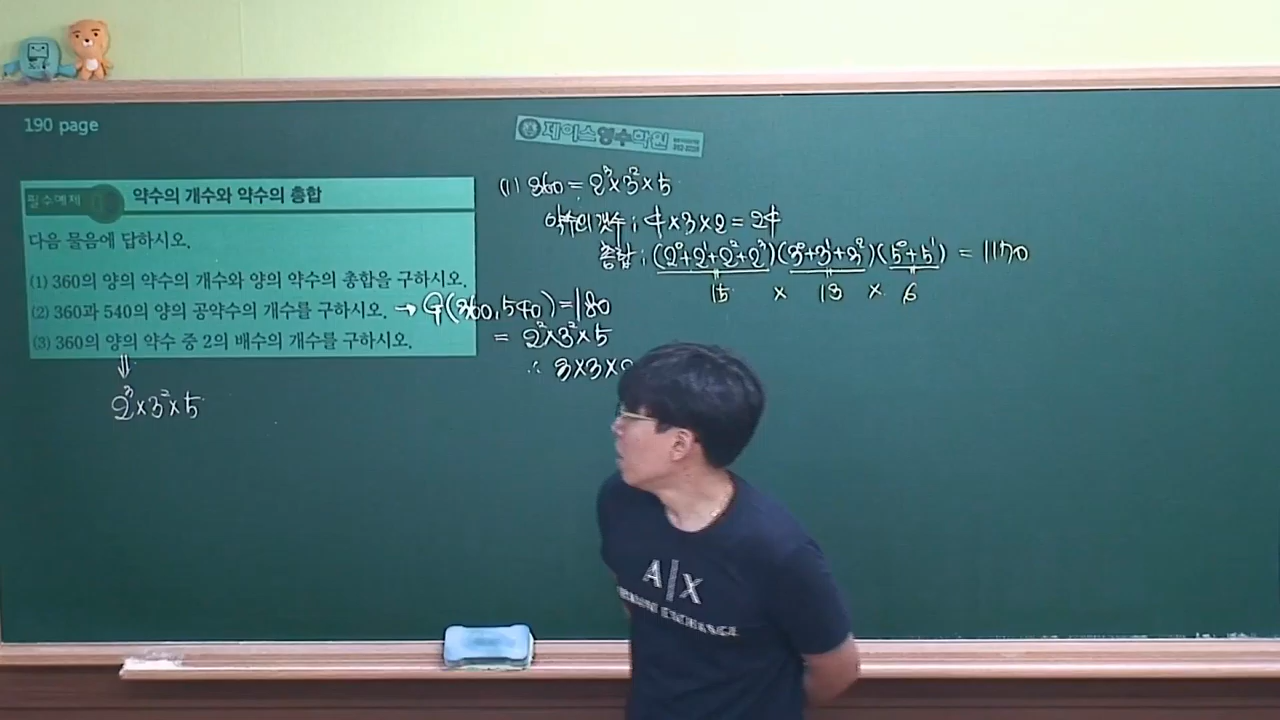 190 page
제이스영수학원
필수예제 약수의 개수와 약수의 총합
다음 물음에 답하시오.
(1) 360의 양의 약수의 개수와 양의 약수의 총합을 구하시오.
(2) 360과 540의 양의 공약수의 개수를 구하시오.
(3) 360의 양의 약수 중 2의 배수의 개수를 구하시오.
⇓
2³×3²×5
(1) 360 = 2³×3²×5
약수의 개수 : 4×3×2 = 24
총합 : (2⁰+2¹+2²+2³)(3⁰+3¹+3²)(5⁰+5¹) = 1170
15 × 13 × 6
→ G(360,540) = 180
= 2²×3²×5
∴ 3×3×
A|X
EXCHANGE